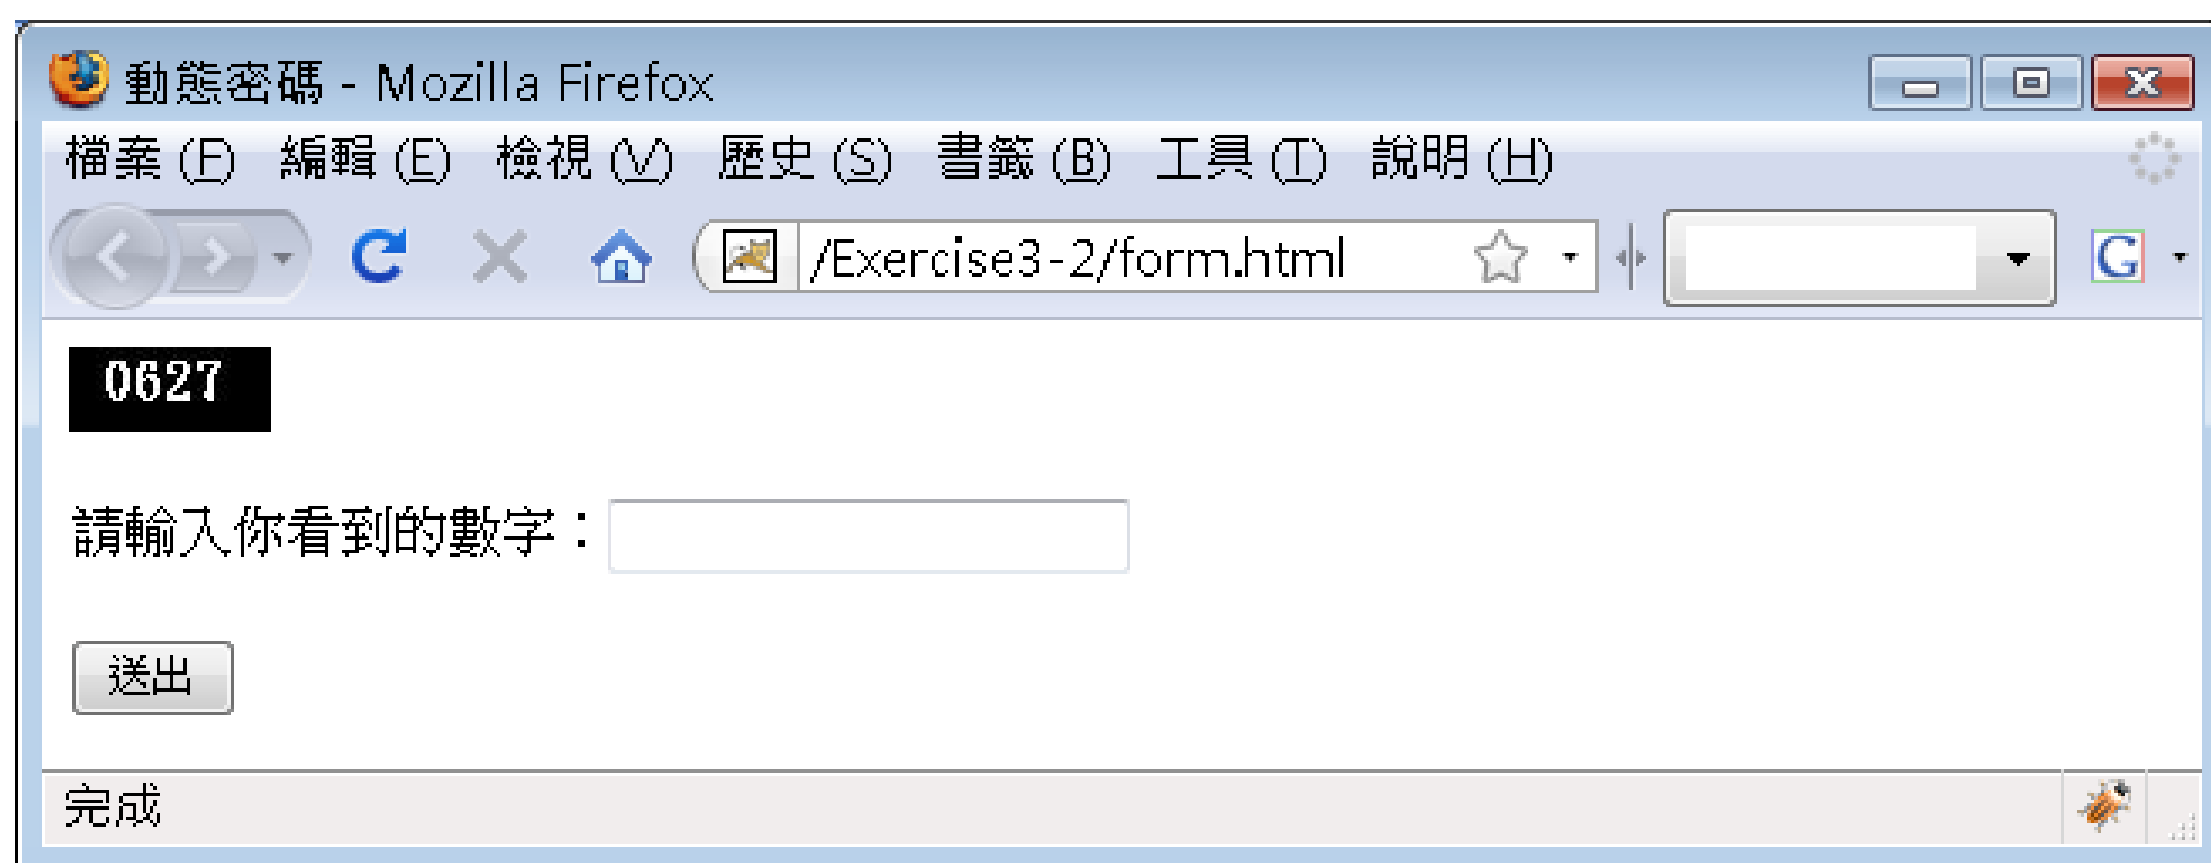 動態密碼 - Mozilla Firefox
檔案(F) 編輯(E) 檢視(V) 歷史(S) 書籤(B) 工具(T) 說明(H)
/Exercise3-2/form.html G
0627
請輸入你看到的數字：
送出
完成